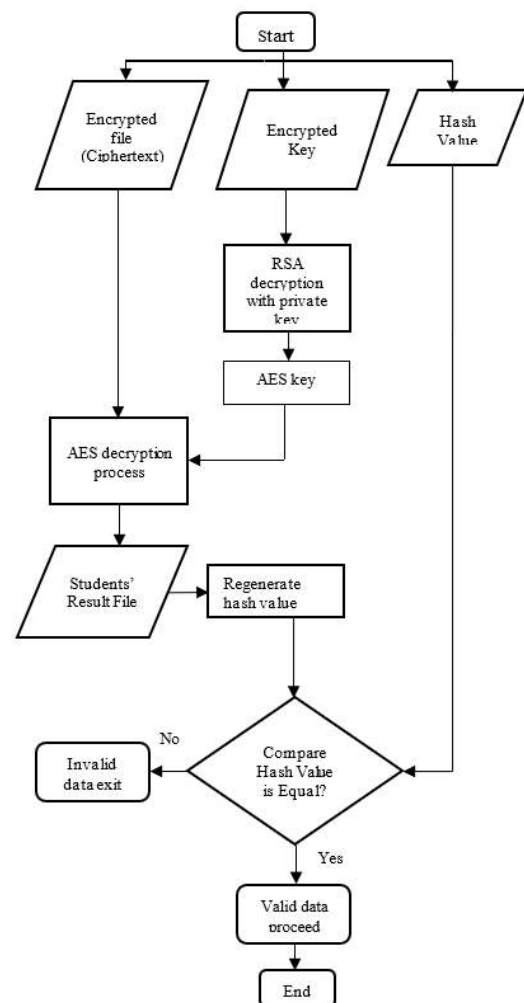 Start
Encrypted
file
(Ciphertext)
Encrypted
Key
Hash
Value
RSA
decryption
with private
key
AES key
AES decryption
process
Students’
Result File
Regenerate
hash value
Compare
Hash Value
is Equal?
No
Invalid
data exit
Yes
Valid data
proceed
End